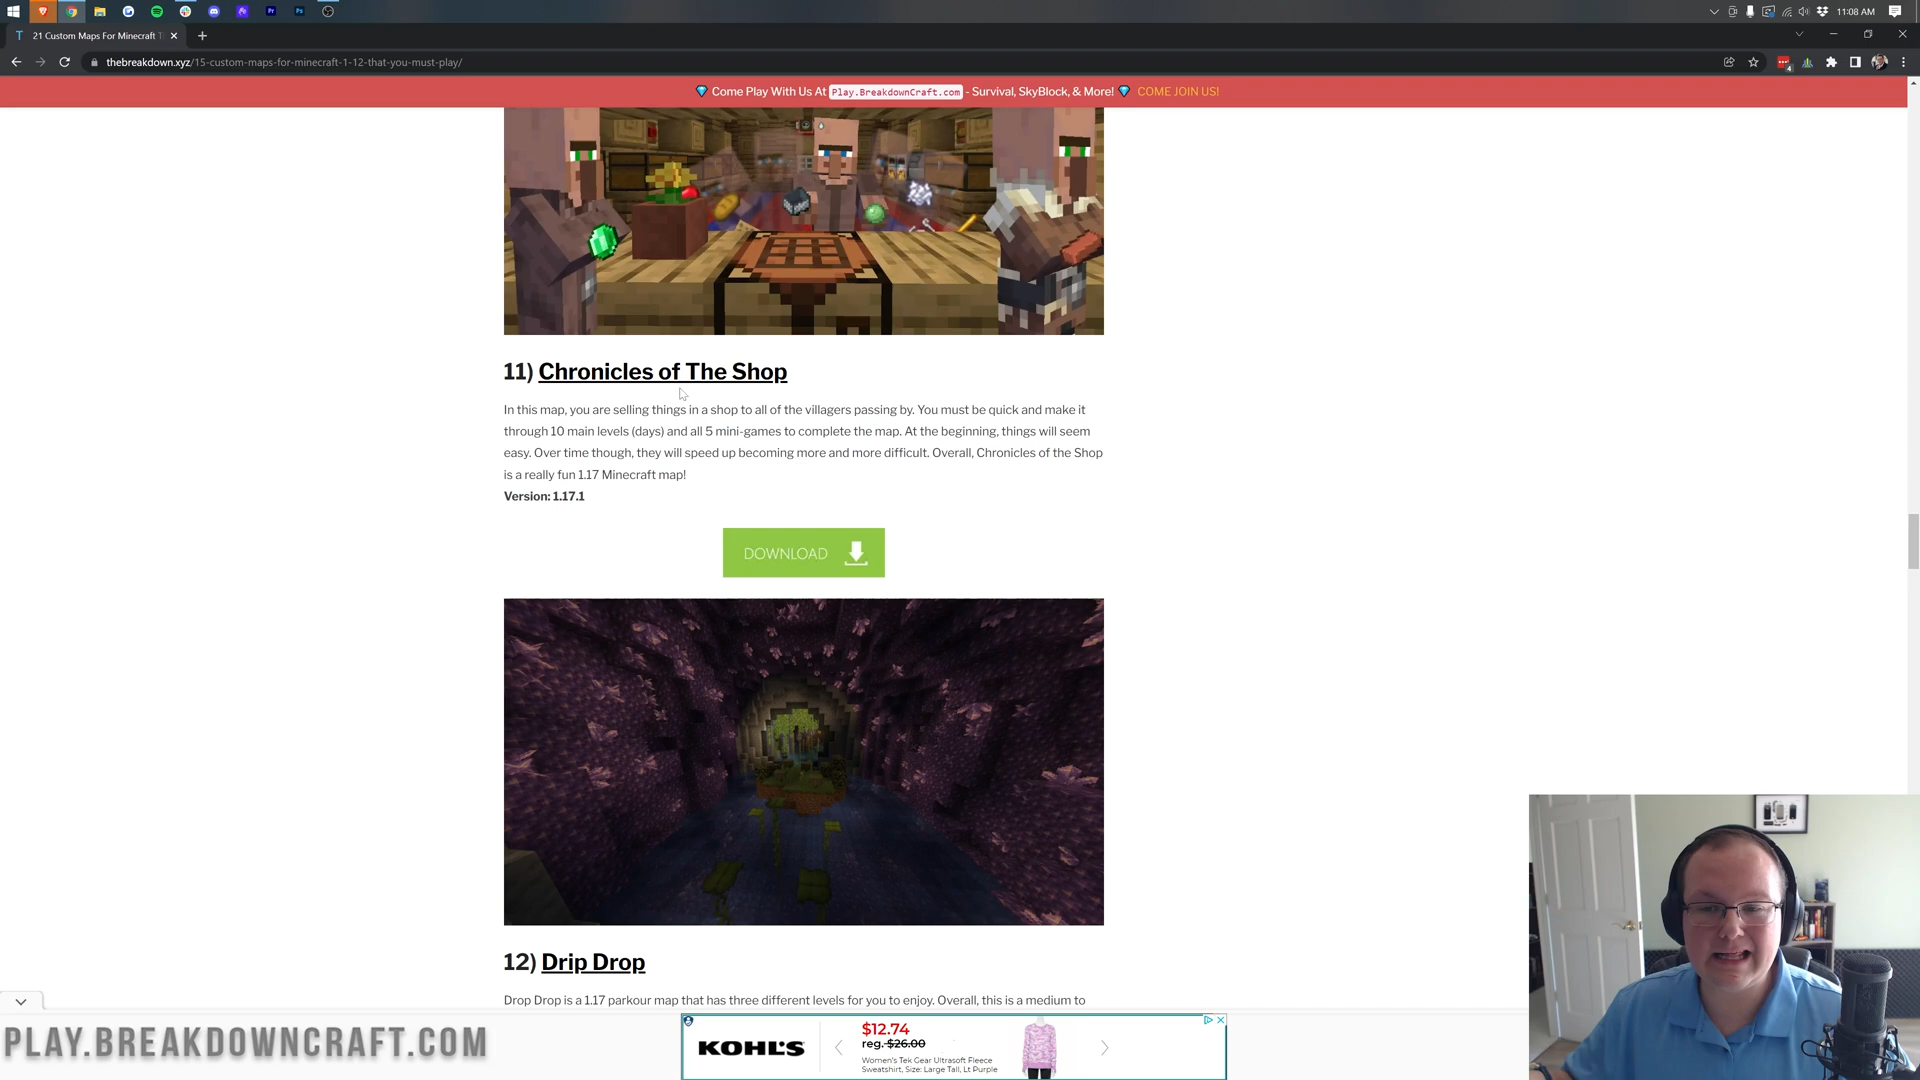 11:08 AM
21 Custom Maps For Minecraft
thebreakdown.xyz/15-custom-maps-for-minecraft-1-12-that-you-must-play/
Come Play With Us At Play.BreakdownCraft.com - Survival, SkyBlock, & More! COME JOIN US!
11) Chronicles of The Shop
In this map, you are selling things in a shop to all of the villagers passing by. You must be quick and make it
through 10 main levels (days) and all 5 mini-games to complete the map. At the beginning, things will seem
easy. Over time though, they will speed up becoming more and more difficult. Overall, Chronicles of the Shop
is a really fun 1.17 Minecraft map!
Version: 1.17.1
DOWNLOAD
12) Drip Drop
Drop Drop is a 1.17 parkour map that has three different levels for you to enjoy. Overall, this is a medium to
PLAY.BREAKDOWNCRAFT.COM
KOHL'S
$12.74
reg. $26.00
Women's Tek Gear Ultrasoft Fleece
Sweatshirt, Size: Large Tall, Lt Purple